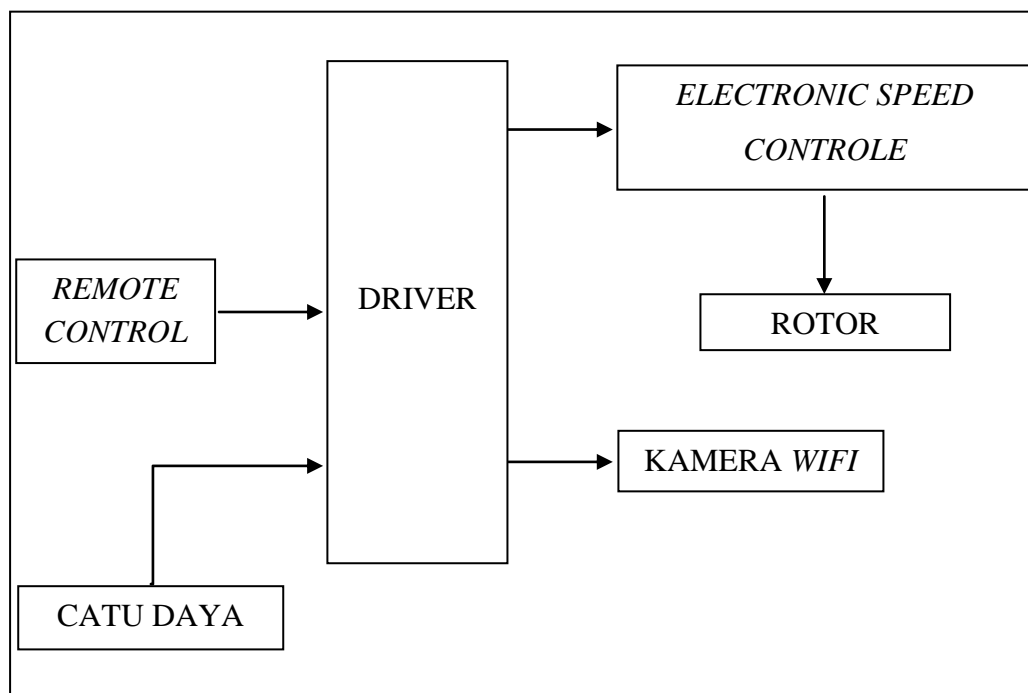 ELECTRONIC SPEED
CONTROLE
REMOTE
CONTROL
DRIVER
ROTOR
KAMERA WIFI
CATU DAYA